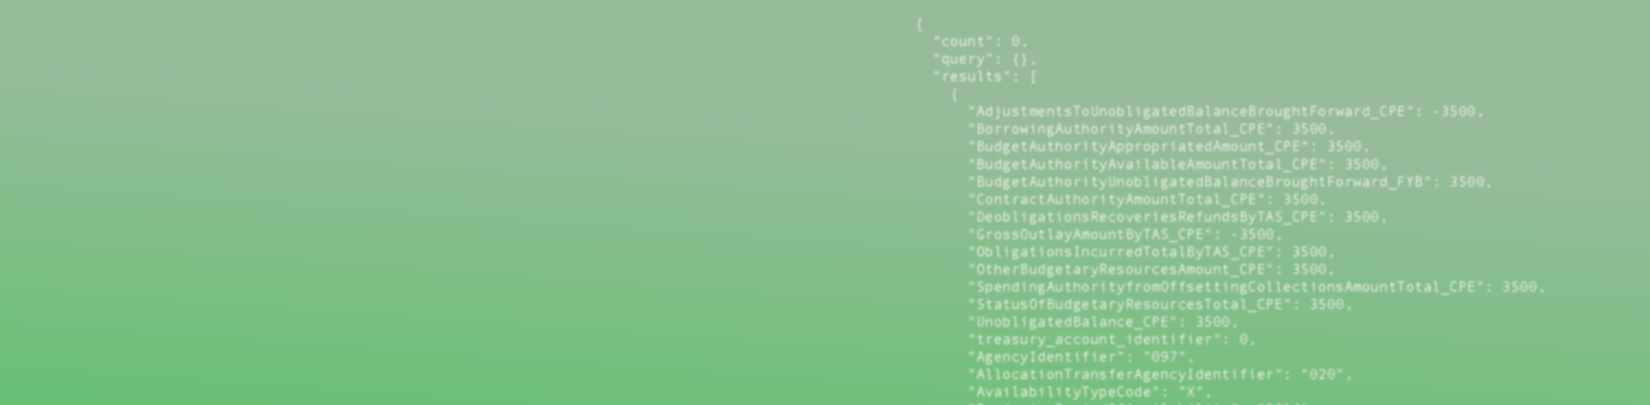 {
"count": 0,
"query": {},
"results": [
{
"AdjustmentsToUnobligatedBalanceBroughtForward_CPE": -3500,
"BorrowingAuthorityAmountTotal_CPE": 3500,
"BudgetAuthorityAppropriatedAmount_CPE": 3500,
"BudgetAuthorityAvailableAmountTotal_CPE": 3500,
"BudgetAuthorityUnobligatedBalanceBroughtForward_FYB": 3500,
"ContractAuthorityAmountTotal_CPE": 3500,
"DeobligationsRecoveriesRefundsByTAS_CPE": 3500,
"GrossOutlayAmountByTAS_CPE": -3500,
"ObligationsIncurredTotalByTAS_CPE": 3500,
"OtherBudgetaryResourcesAmount_CPE": 3500,
"SpendingAuthorityfromOffsettingCollectionsAmountTotal_CPE": 3500,
"StatusOfBudgetaryResourcesTotal_CPE": 3500,
"UnobligatedBalance_CPE": 3500,
"treasury_account_identifier": 0,
"AgencyIdentifier": "097",
"AllocationTransferAgencyIdentifier": "020",
"AvailabilityTypeCode": "X",